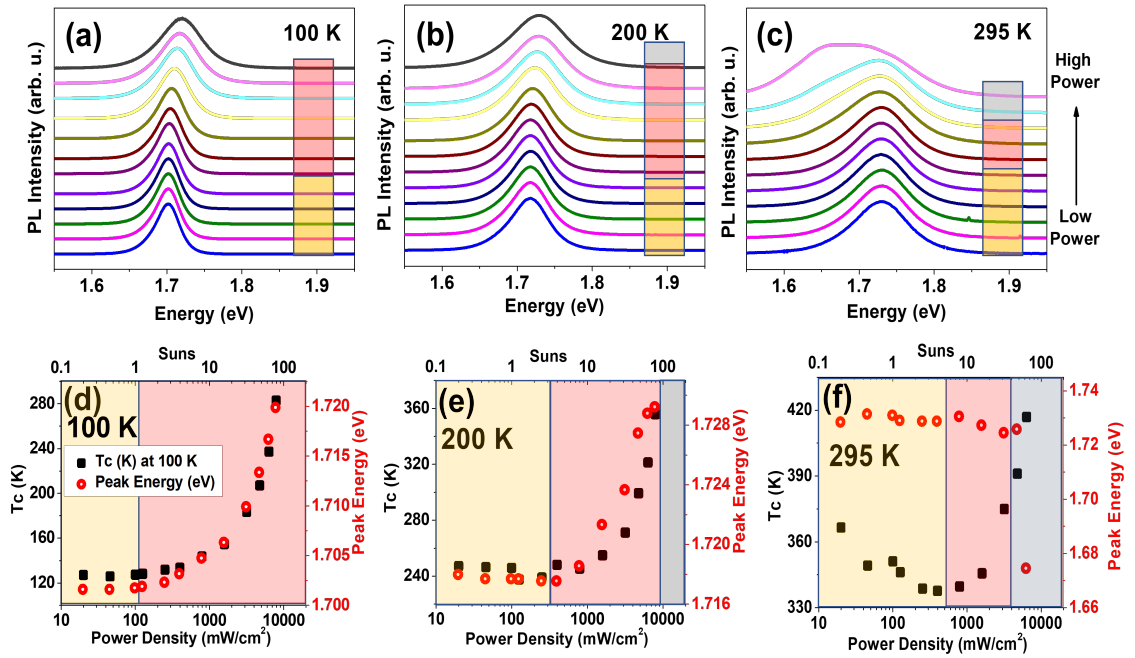 (a) 100 K
(b) 200 K
(c) 295 K
High
Power
Low
Power
PL Intensity (arb. u.)
PL Intensity (arb. u.)
PL Intensity (arb. u.)
1.6 1.7 1.8 1.9
1.6 1.7 1.8 1.9
1.6 1.7 1.8 1.9
Energy (eV)
Energy (eV)
Energy (eV)
Suns
0.1 1 10 100
(d)
100 K
Tc (K) at 100 K
Peak Energy (eV)
280
240
200
160
120
Tc (K)
1.720
1.715
1.710
1.705
1.700
Peak Energy (eV)
10 100 1000 10000
Power Density (mW/cm²)
Suns
0.1 1 10 100
(e)
200 K
360
320
280
240
Tc (K)
1.728
1.724
1.720
1.716
Peak Energy (eV)
10 100 1000 10000
Power Density (mW/cm²)
Suns
0.1 1 10 100
(f)
295 K
420
390
360
330
Tc (K)
1.74
1.72
1.70
1.68
1.66
Peak Energy (eV)
10 100 1000 10000
Power Density (mW/cm²)